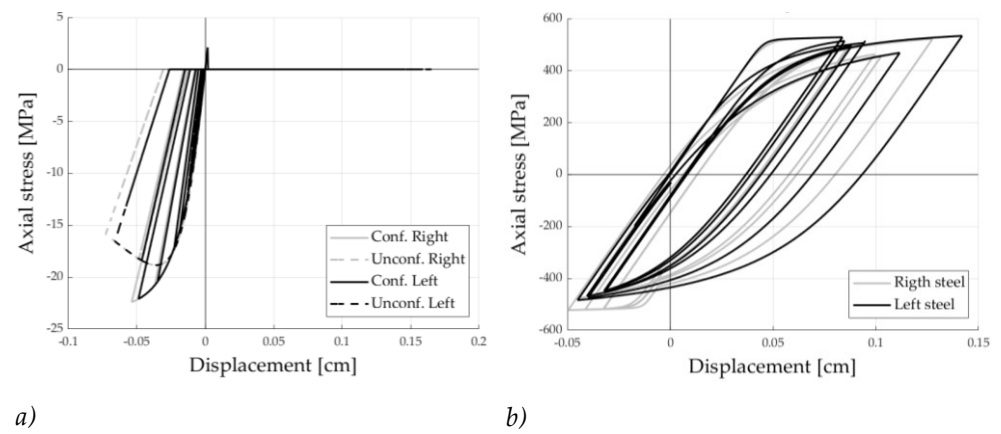 5
0
-5
-10
-15
-20
-25
Axial stress [MPa]
-0.1
-0.05
0
0.05
0.1
0.15
0.2
Displacement [cm]
Conf. Right
Unconf. Right
Conf. Left
Unconf. Left
a)
600
400
200
0
-200
-400
-600
Axial stress [MPa]
-0.05
0
0.05
0.1
0.15
Displacement [cm]
Rigth steel
Left steel
b)